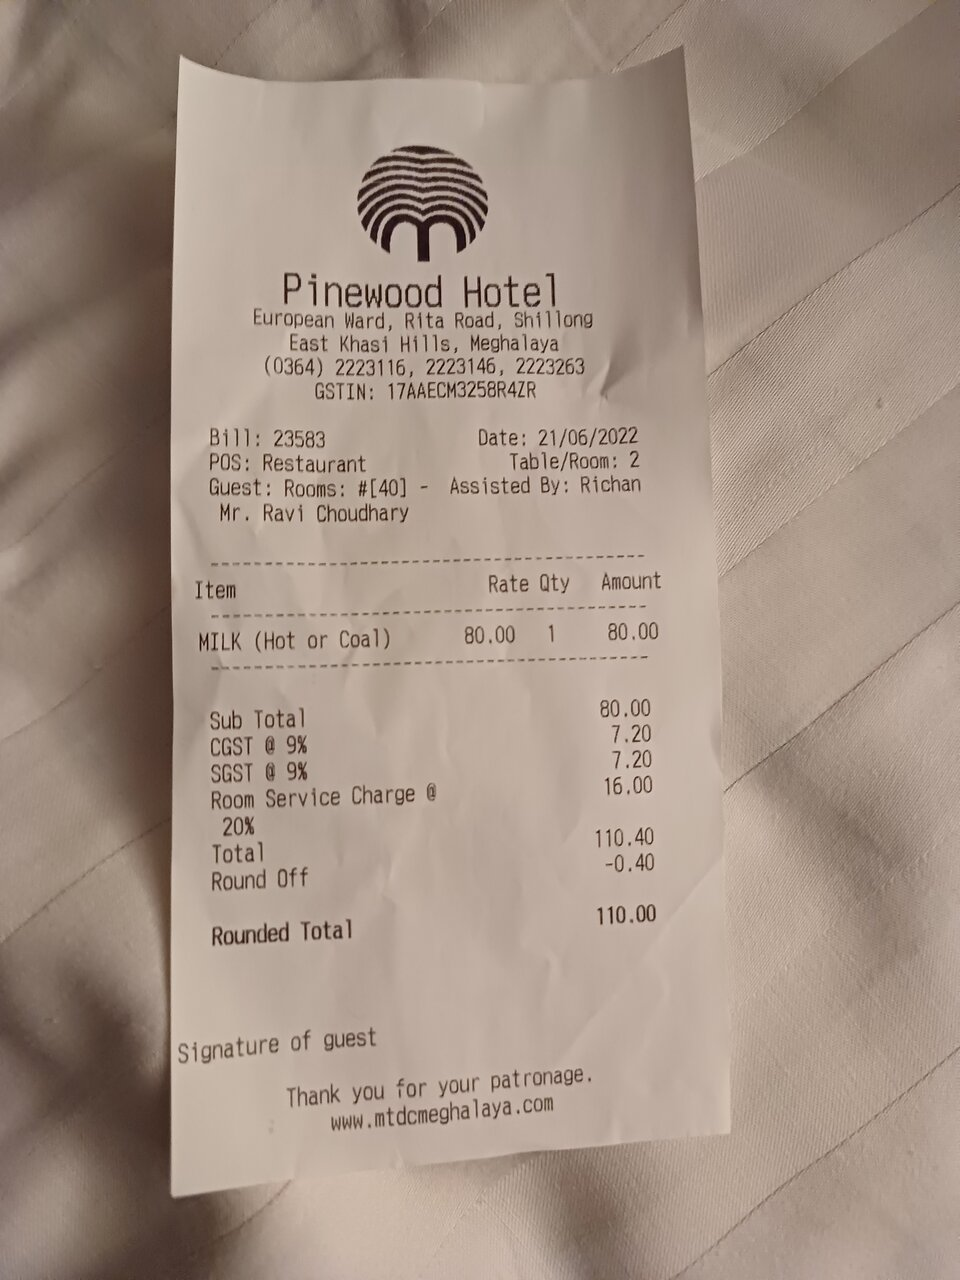 Pinewood Hotel
European Ward, Rita Road, Shillong
East Khasi Hills, Meghalaya
(0364) 2223116, 2223146, 2223263
GSTIN: 17AAECM3258R4ZR
Bill: 23583 Date: 21/06/2022
POS: Restaurant Table/Room: 2
Guest: Rooms: #[40] - Assisted By: Richan
Mr. Ravi Choudhary
Item Rate Qty Amount
MILK (Hot or Coal) 80.00 1 80.00
Sub Total 80.00
CGST @ 9% 7.20
SGST @ 9% 7.20
Room Service Charge @ 16.00
20%
Total 110.40
Round Off -0.40
Rounded Total 110.00
Signature of guest
Thank you for your patronage.
www.mtdcmeghalaya.com